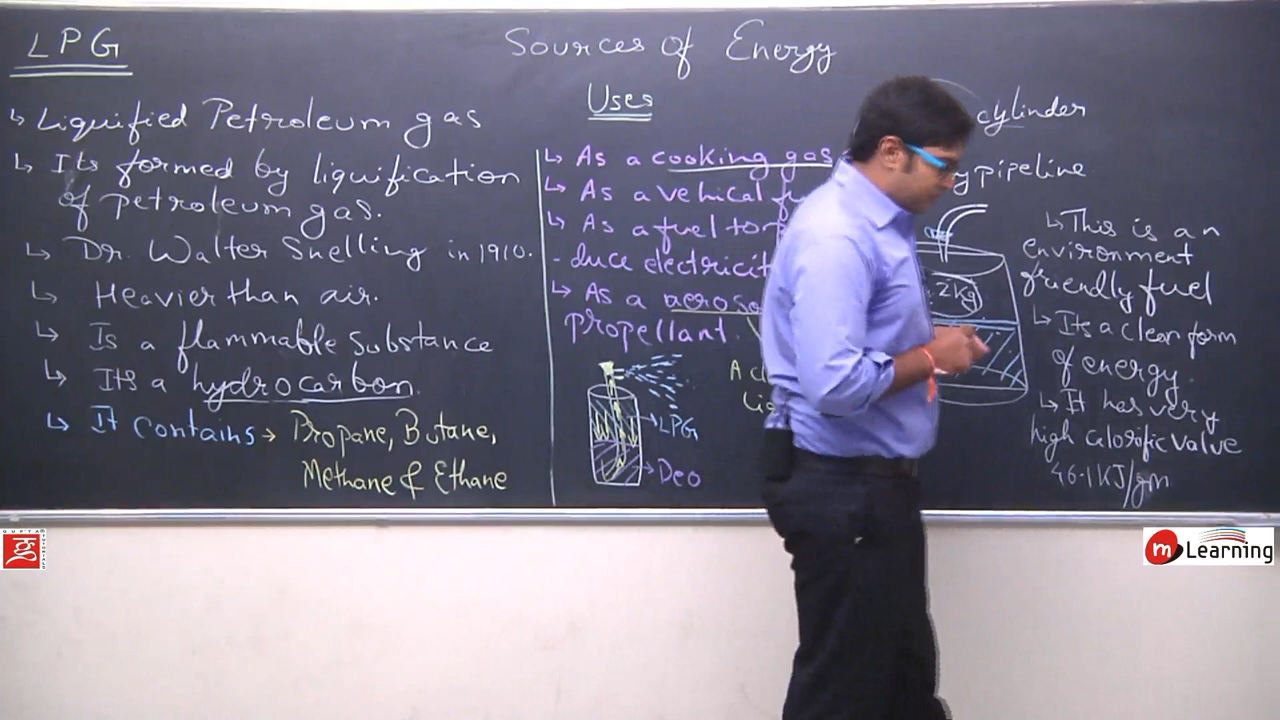 LPG
Sources of Energy
↳ Liquified Petroleum gas
↳ Its formed by liquification
of petroleum gas.
↳ Dr. Walter Snelling in 1910.
↳ Heavier than air.
↳ Is a flammable substance
↳ Its a hydrocarbon.
↳ It contains → Propane, Butane,
Methane & Ethane
Uses
↳ As a cooking gas
↳ As a vehical
↳ As a fuel to
- duce
↳ As a
propellant.
LPG
Deo
cylinder
pipeline
2kg
↳ This is an
environment
friendly fuel
↳ Its a clean form
of energy.
↳ It has very
high calorific value
46.1 KJ/gm
GUPTA TUTORIALS
m Learning